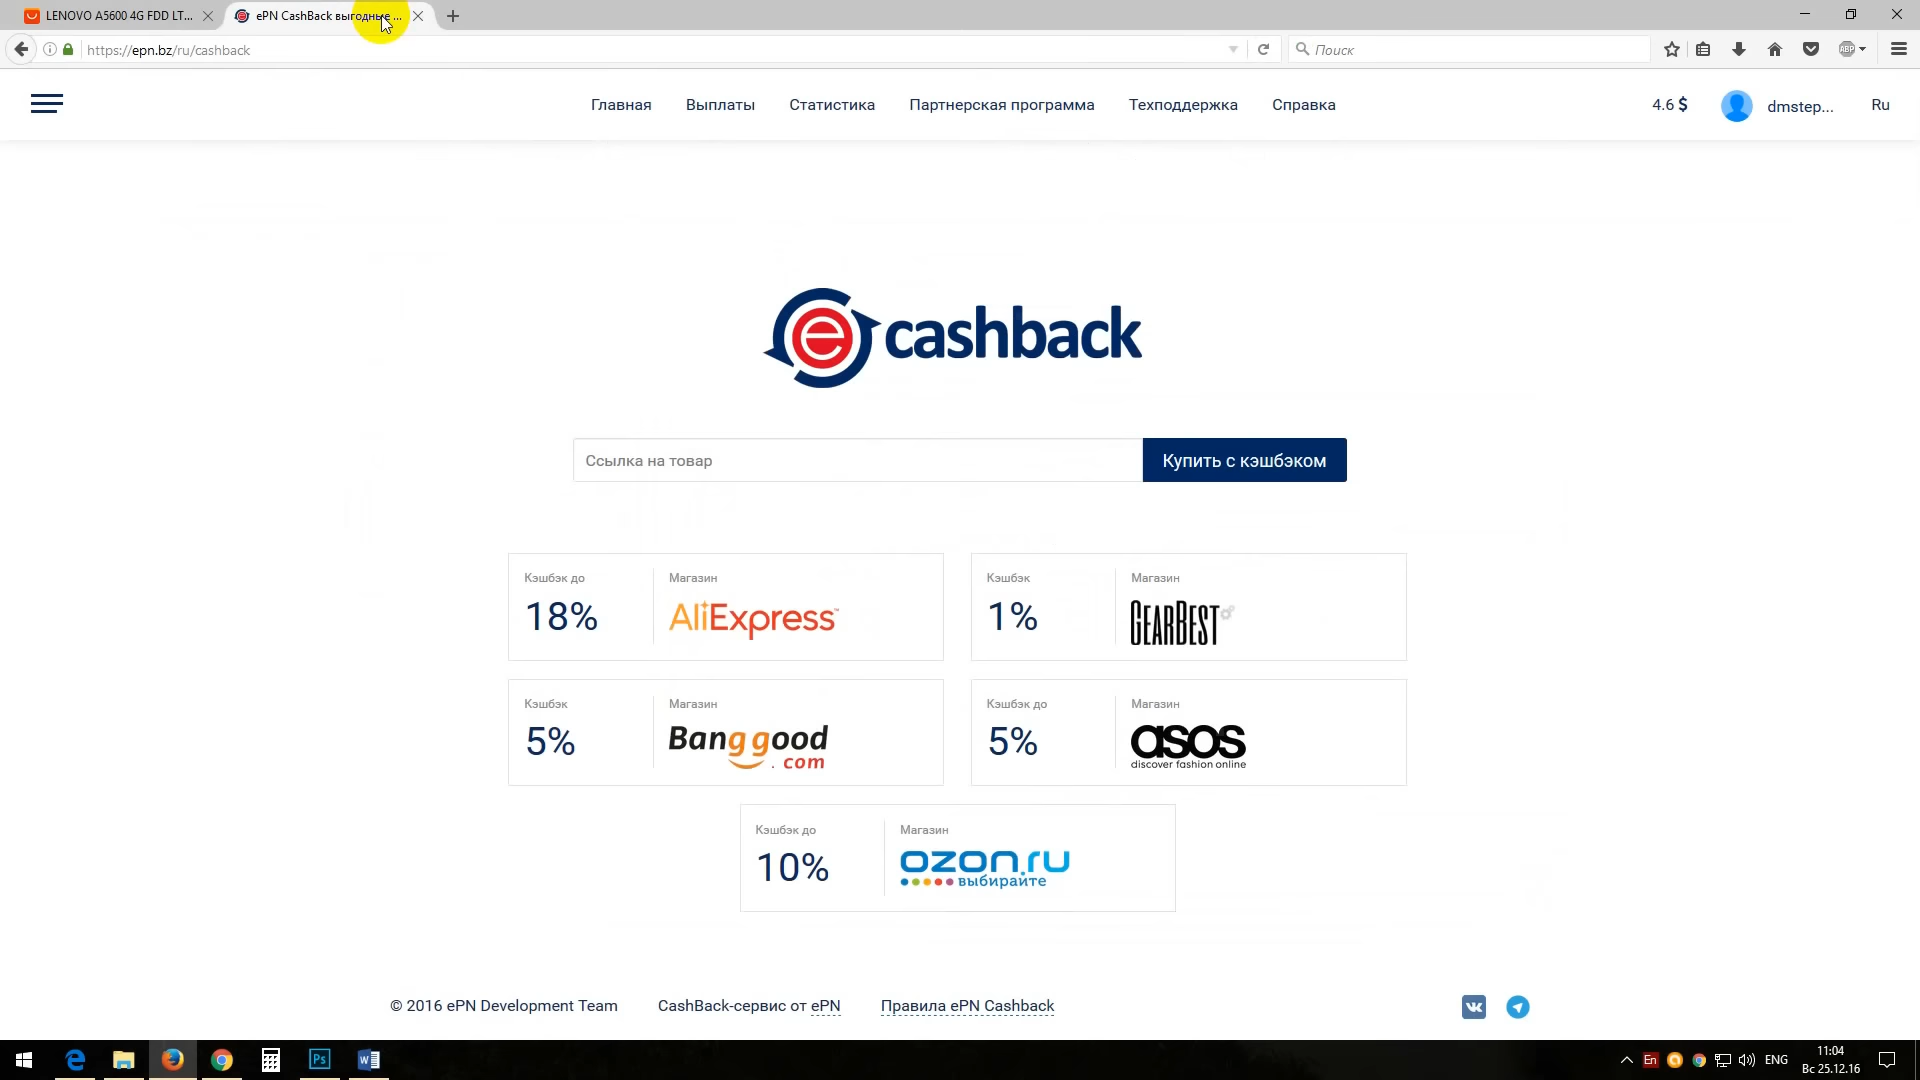 LENOVO A5600 4G FDD LT...
ePN CashBack выгодные ...
https://epn.bz/ru/cashback
Поиск
ABP
Главная
Выплаты
Статистика
Партнерская программа
Техподдержка
Справка
4.6 $
dmstep...
Ru
e cashback
Ссылка на товар
Купить с кэшбэком
Кэшбэк до
Магазин
18%
AliExpress™
Кэшбэк
Магазин
1%
GEARBEST
Кэшбэк
Магазин
5%
Banggood
.com
Кэшбэк до
Магазин
5%
asos
discover fashion online
Кэшбэк до
Магазин
10%
OZON.RU
выбирайте
© 2016 ePN Development Team
CashBack-сервис от ePN
Правила ePN Cashback
Ps
W
En
ENG
11:04
Вс 25.12.16